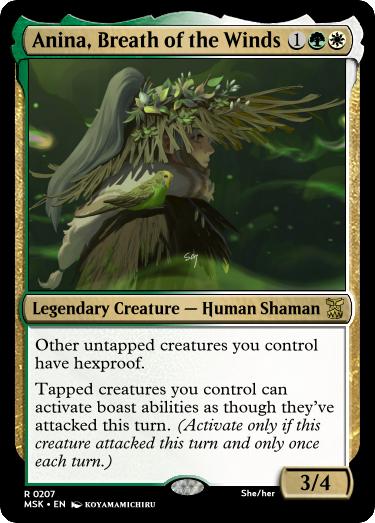 Anina, Breath of the Winds 1
Legendary Creature — Human Shaman
Other untapped creatures you control
have hexproof.
Tapped creatures you control can
activate boast abilities as though they've
attacked this turn. (Activate only if this
creature attacked this turn and only once
each turn.)
3/4
R 0207
She/her
MSK • EN KOYAMAMICHIRU